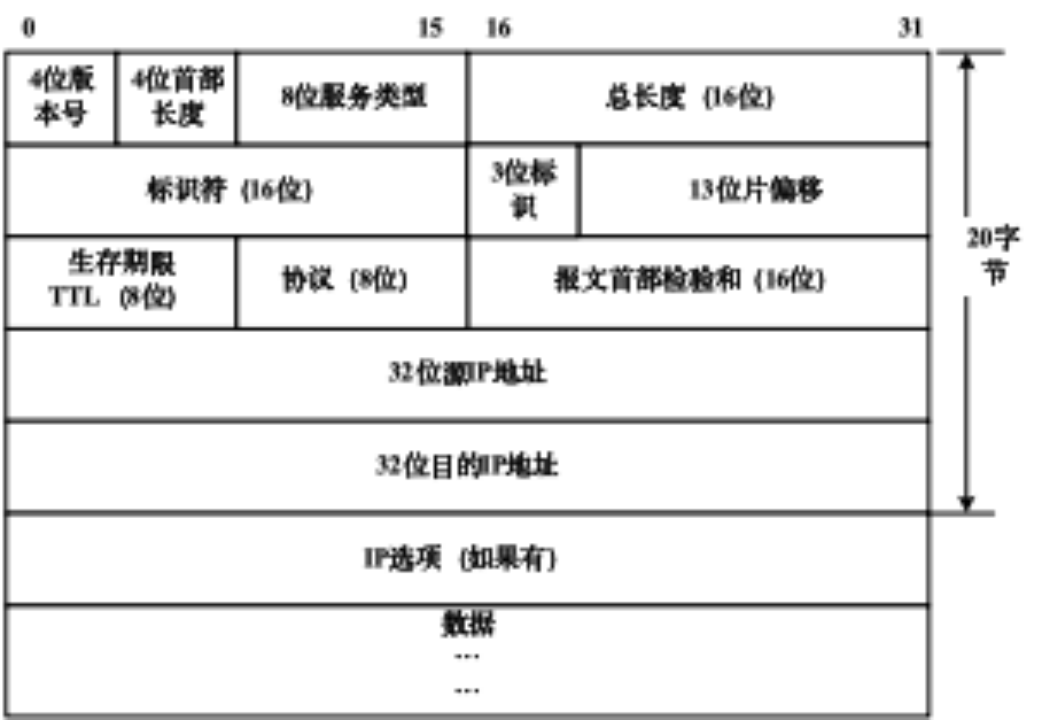 0 15 16 31
4位版
本号
4位首部
长度
8位服务类型
总长度 (16位)
标识符 (16位)
3位标
识
13位片偏移
生存期限
TTL (8位)
协议 (8位)
报文首部检验和 (16位)
32位源IP地址
32位目的IP地址
IP选项 (如果有)
数据
...
...
20字
节